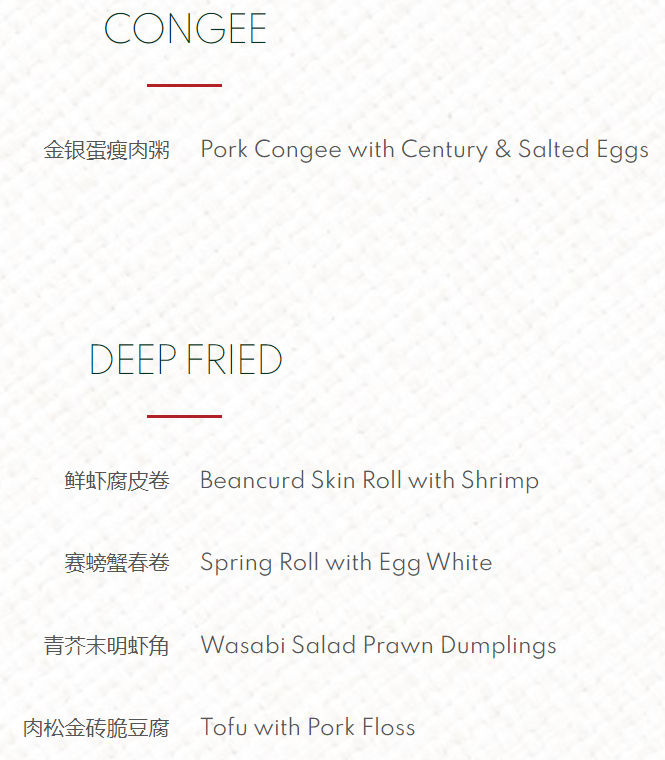 CONGEE
金银蛋瘦肉粥 Pork Congee with Century & Salted Eggs
DEEP FRIED
鲜虾腐皮卷 Beancurd Skin Roll with Shrimp
赛螃蟹春卷 Spring Roll with Egg White
青芥末明虾角 Wasabi Salad Prawn Dumplings
肉松金砖脆豆腐 Tofu with Pork Floss